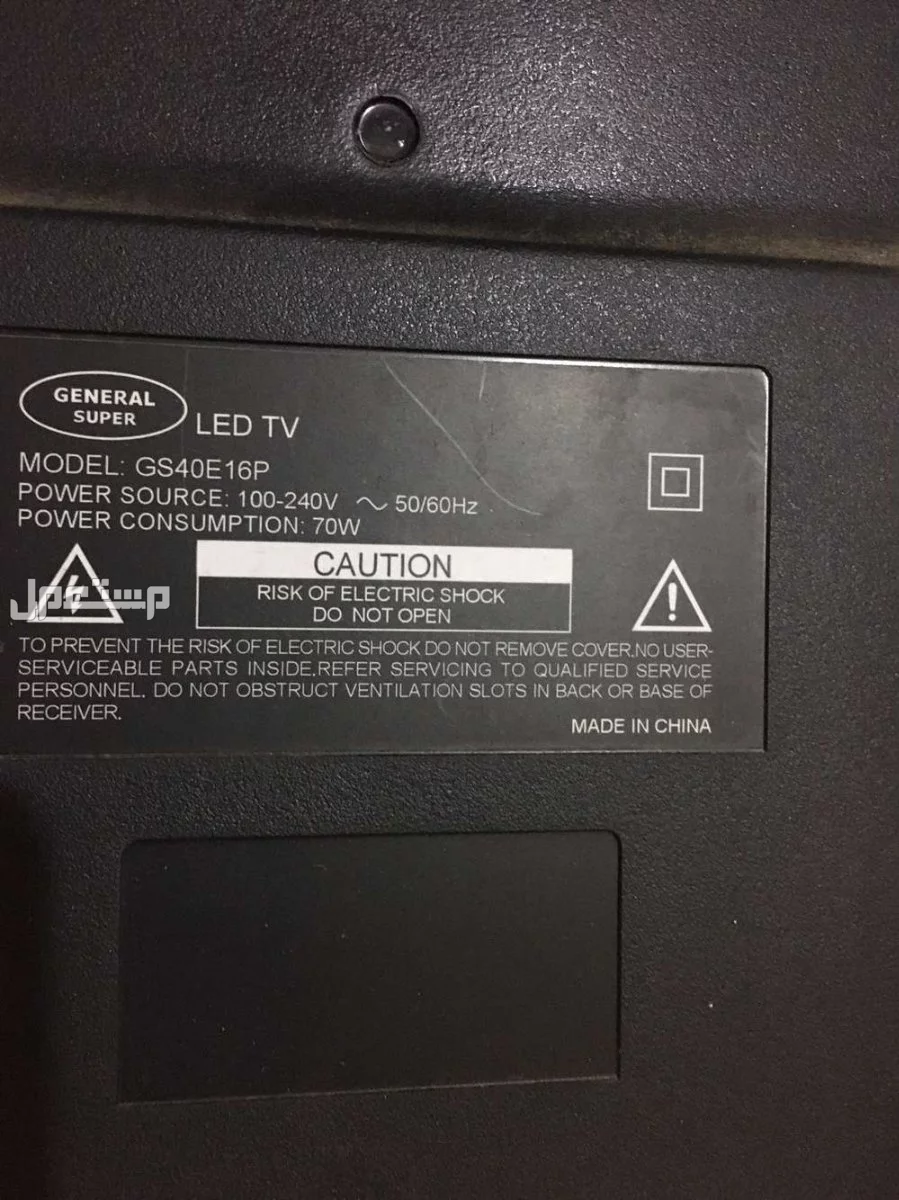 GENERAL
SUPER
LED TV
MODEL: GS40E16P
POWER SOURCE: 100-240V ～ 50/60Hz
POWER CONSUMPTION: 70W
CAUTION
RISK OF ELECTRIC SHOCK
DO NOT OPEN
مستعمل
TO PREVENT THE RISK OF ELECTRIC SHOCK DO NOT REMOVE COVER.NO USER-
SERVICEABLE PARTS INSIDE.REFER SERVICING TO QUALIFIED SERVICE
PERSONNEL. DO NOT OBSTRUCT VENTILATION SLOTS IN BACK OR BASE OF
RECEIVER.
MADE IN CHINA